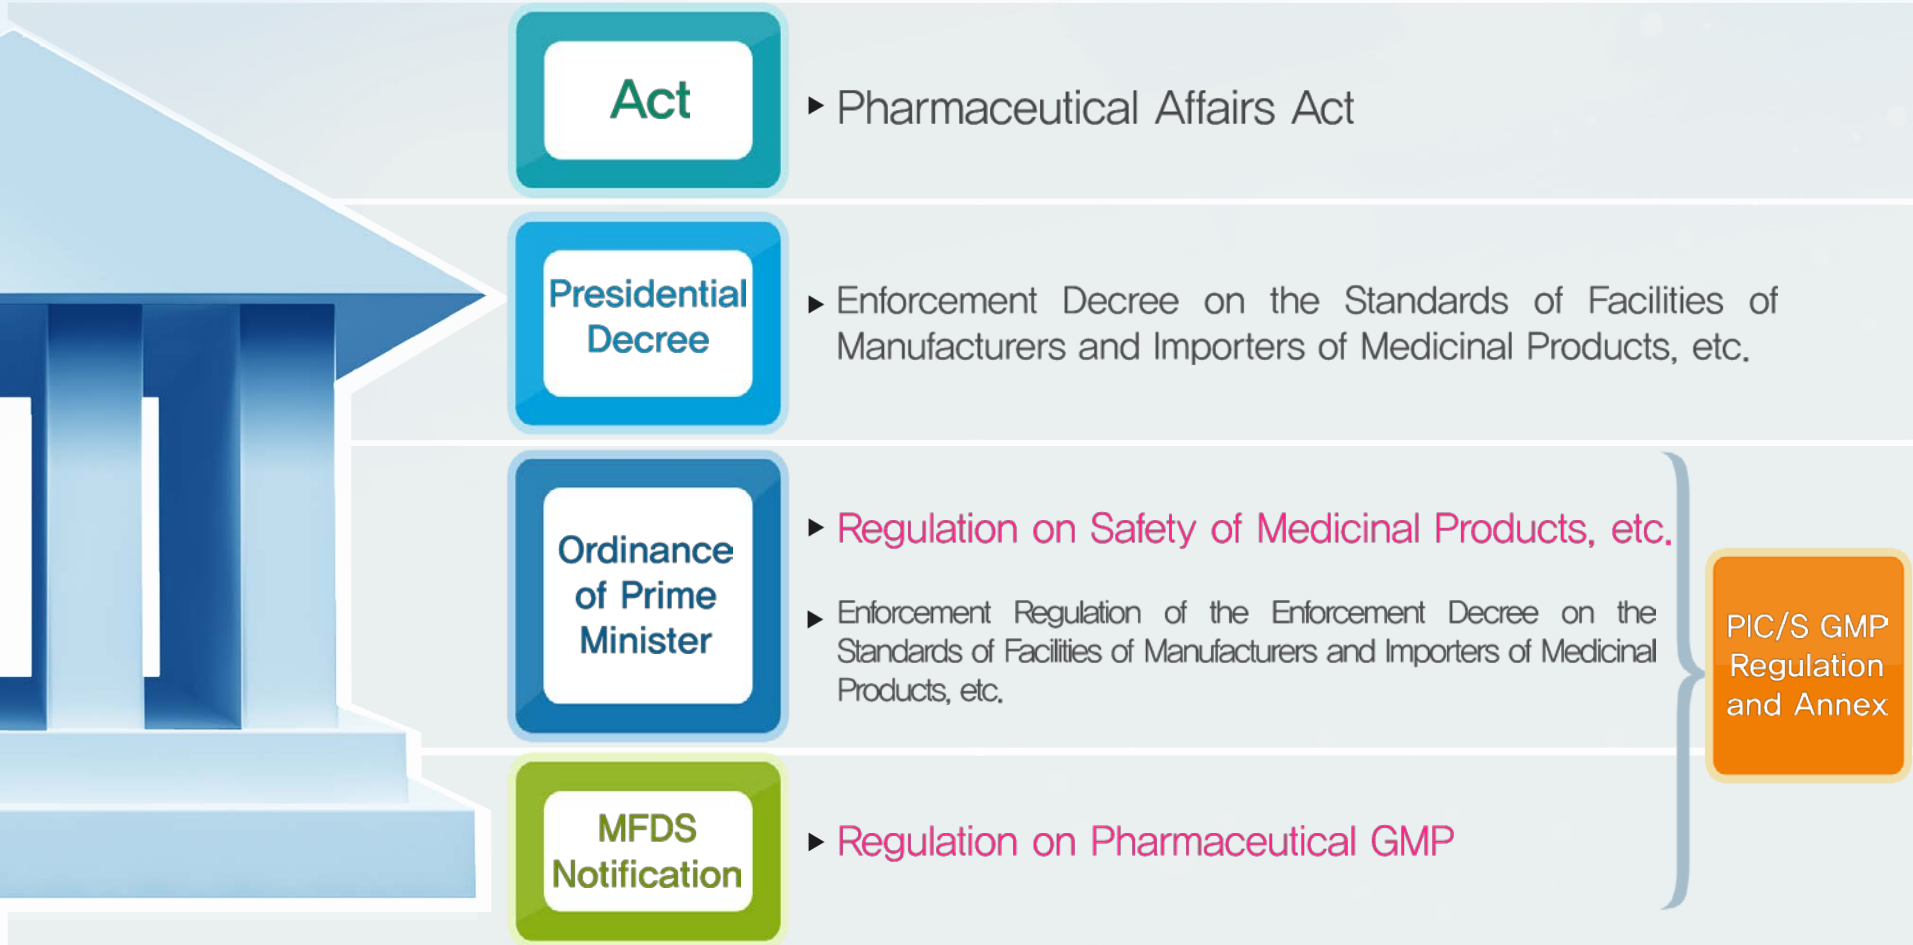 Act
▶ Pharmaceutical Affairs Act
Presidential
Decree
▶ Enforcement Decree on the Standards of Facilities of
Manufacturers and Importers of Medicinal Products, etc.
Ordinance
of Prime
Minister
▶ Regulation on Safety of Medicinal Products, etc.
▶ Enforcement Regulation of the Enforcement Decree on the
Standards of Facilities of Manufacturers and Importers of Medicinal
Products, etc.
PIC/S GMP
Regulation
and Annex
MFDS
Notification
▶ Regulation on Pharmaceutical GMP